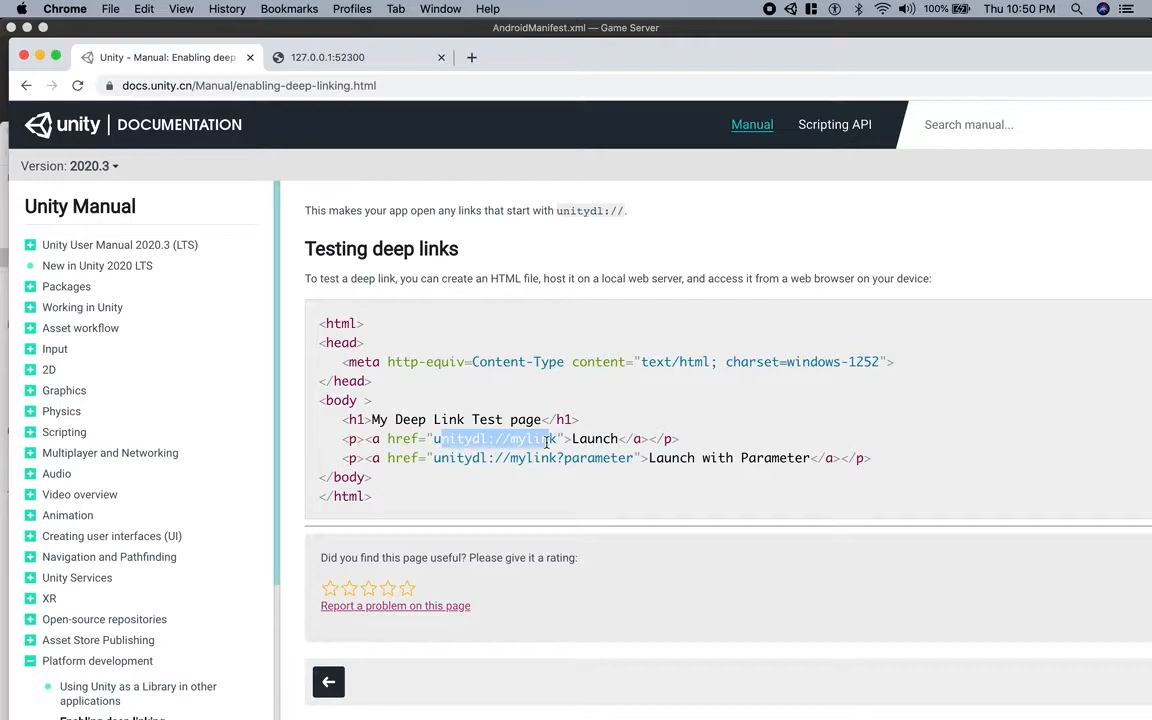 Chrome File Edit View History Bookmarks Profiles Tab Window Help 100% Thu 10:50 PM
AndroidManifest.xml — Game Server
Unity - Manual: Enabling deep 127.0.0.1:52300
docs.unity.cn/Manual/enabling-deep-linking.html
unity | DOCUMENTATION Manual Scripting API Search manual...
Version: 2020.3
Unity Manual
Unity User Manual 2020.3 (LTS)
New in Unity 2020 LTS
Packages
Working in Unity
Asset workflow
Input
2D
Graphics
Physics
Scripting
Multiplayer and Networking
Audio
Video overview
Animation
Creating user interfaces (UI)
Navigation and Pathfinding
Unity Services
XR
Open-source repositories
Asset Store Publishing
Platform development
Using Unity as a Library in other
applications
Enabling deep linking
This makes your app open any links that start with unitydl://.
Testing deep links
To test a deep link, you can create an HTML file, host it on a local web server, and access it from a web browser on your device:
<html>
<head>
<meta http-equiv=Content-Type content="text/html; charset=windows-1252">
</head>
<body >
<h1>My Deep Link Test page</h1>
<p><a href="unitydl://mylink">Launch</a></p>
<p><a href="unitydl://mylink?parameter">Launch with Parameter</a></p>
</body>
</html>
Did you find this page useful? Please give it a rating:
Report a problem on this page